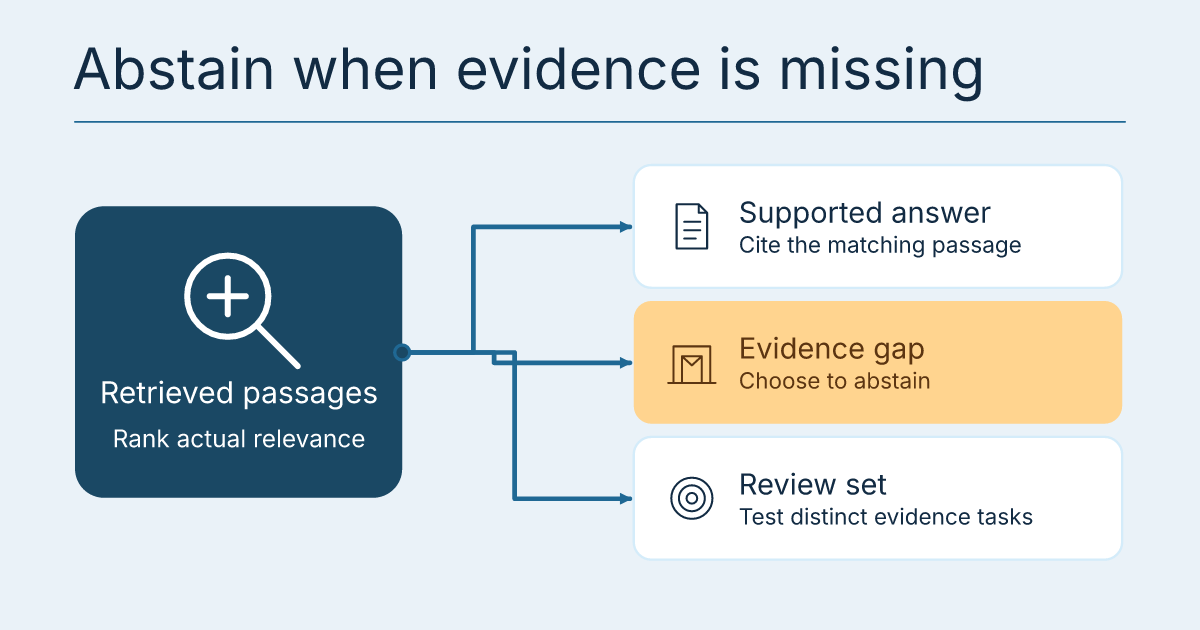 Abstain when evidence is missing
Retrieved passages
Rank actual relevance
Supported answer
Cite the matching passage
Evidence gap
Choose to abstain
Review set
Test distinct evidence tasks